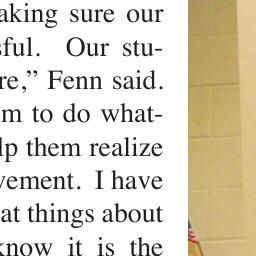 aking sure our
sful. Our stu-
re,” Fenn said.
m to do what-
lp them realize
vement. I have
at things about
know it is the